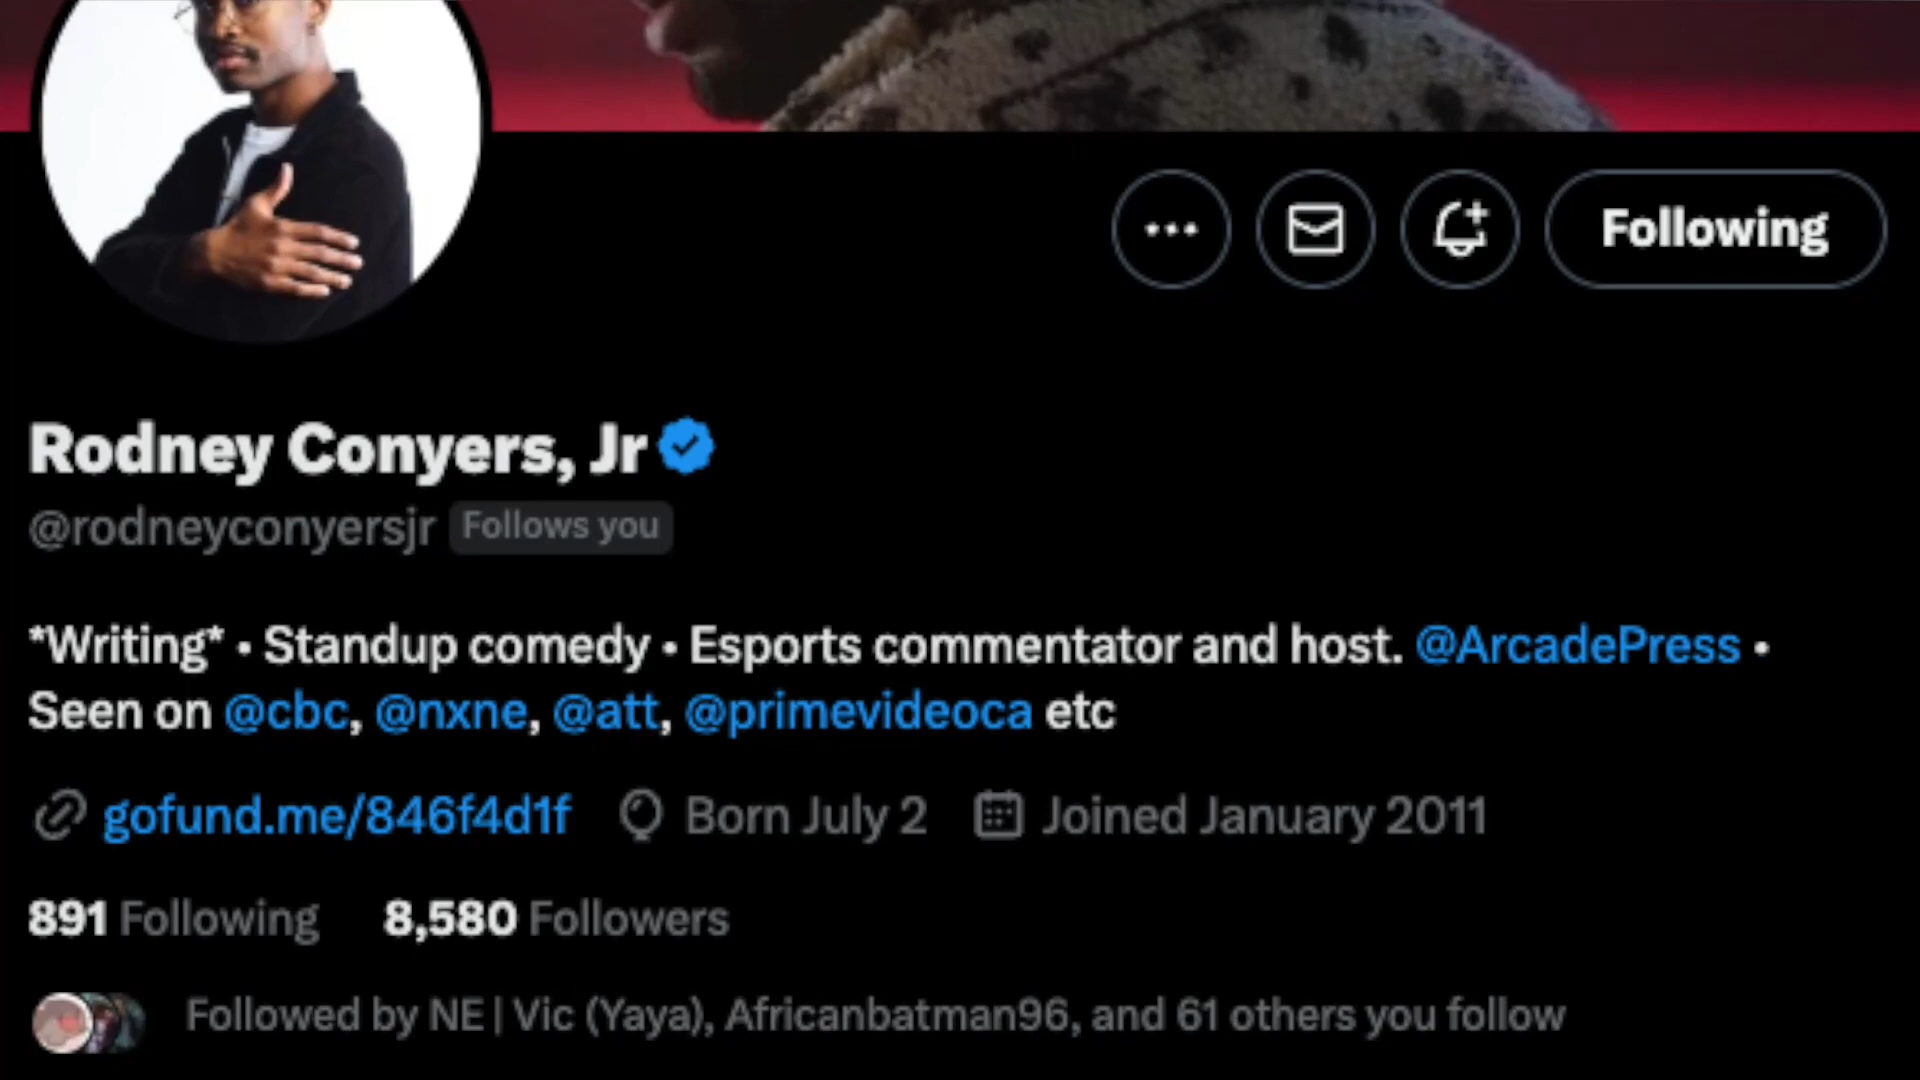 Following
Rodney Conyers, Jr
@rodneyconyersjr Follows you
*Writing* • Standup comedy • Esports commentator and host. @ArcadePress •
Seen on @cbc, @nxne, @att, @primevideoca etc
gofund.me/846f4d1f Born July 2 Joined January 2011
891 Following 8,580 Followers
Followed by NE | Vic (Yaya), Africanbatman96, and 61 others you follow